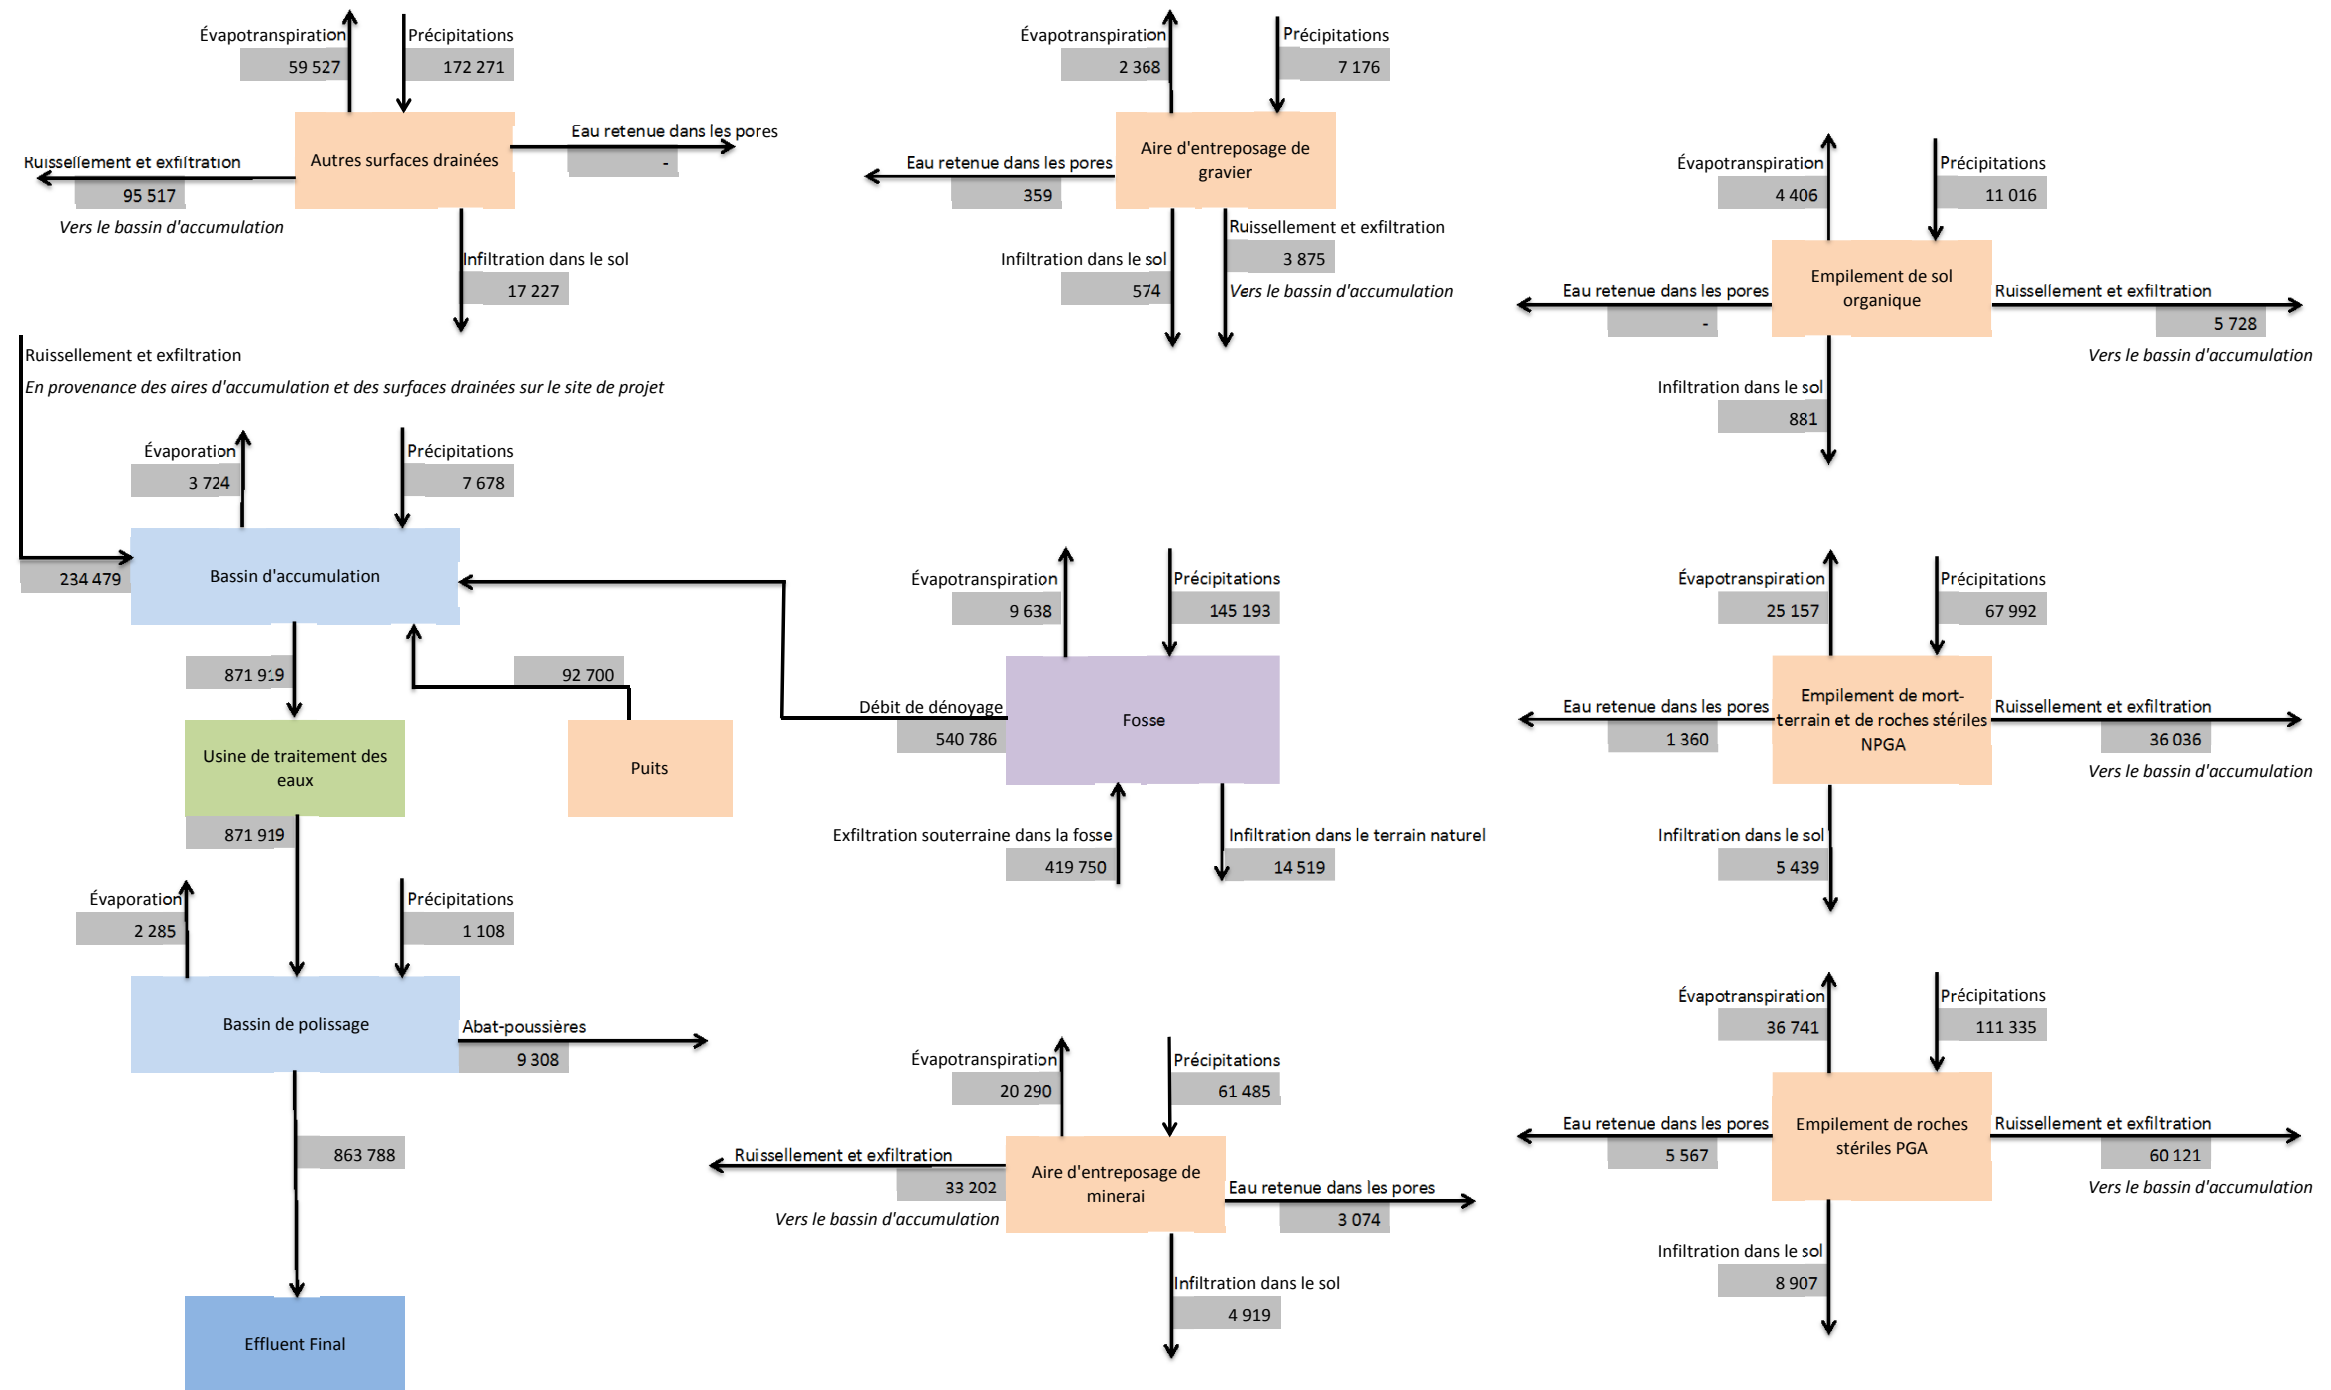 Évapotranspiration
59 527
Précipitations
172 271
Autres surfaces drainées
Eau retenue dans les pores
-
Ruissellement et exfiltration
95 517
Vers le bassin d'accumulation
Infiltration dans le sol
17 227
Évapotranspiration
2 368
Précipitations
7 176
Aire d'entreposage de
gravier
Eau retenue dans les pores
359
Infiltration dans le sol
574
Ruissellement et exfiltration
3 875
Vers le bassin d'accumulation
Évapotranspiration
4 406
Précipitations
11 016
Empilement de sol
organique
Eau retenue dans les pores
-
Ruissellement et exfiltration
5 728
Vers le bassin d'accumulation
Infiltration dans le sol
881
Ruissellement et exfiltration
En provenance des aires d'accumulation et des surfaces drainées sur le site de projet
Évaporation
3 724
Précipitations
7 678
234 479
Bassin d'accumulation
871 919
92 700
Usine de traitement des
eaux
Puits
871 919
Évaporation
2 285
Précipitations
1 108
Bassin de polissage
Abat-poussières
9 308
863 788
Effluent Final
Évapotranspiration
9 638
Précipitations
145 193
Débit de dénoyage
540 786
Fosse
Exfiltration souterraine dans la fosse
419 750
Infiltration dans le terrain naturel
14 519
Évapotranspiration
25 157
Précipitations
67 992
Eau retenue dans les pores
1 360
Empilement de mort-
terrain et de roches stériles
NPGA
Ruissellement et exfiltration
36 036
Vers le bassin d'accumulation
Infiltration dans le sol
5 439
Évapotranspiration
20 290
Précipitations
61 485
Ruissellement et exfiltration
33 202
Vers le bassin d'accumulation
Aire d'entreposage de
minerai
Eau retenue dans les pores
3 074
Infiltration dans le sol
4 919
Évapotranspiration
36 741
Précipitations
111 335
Eau retenue dans les pores
5 567
Empilement de roches
stériles PGA
Ruissellement et exfiltration
60 121
Vers le bassin d'accumulation
Infiltration dans le sol
8 907